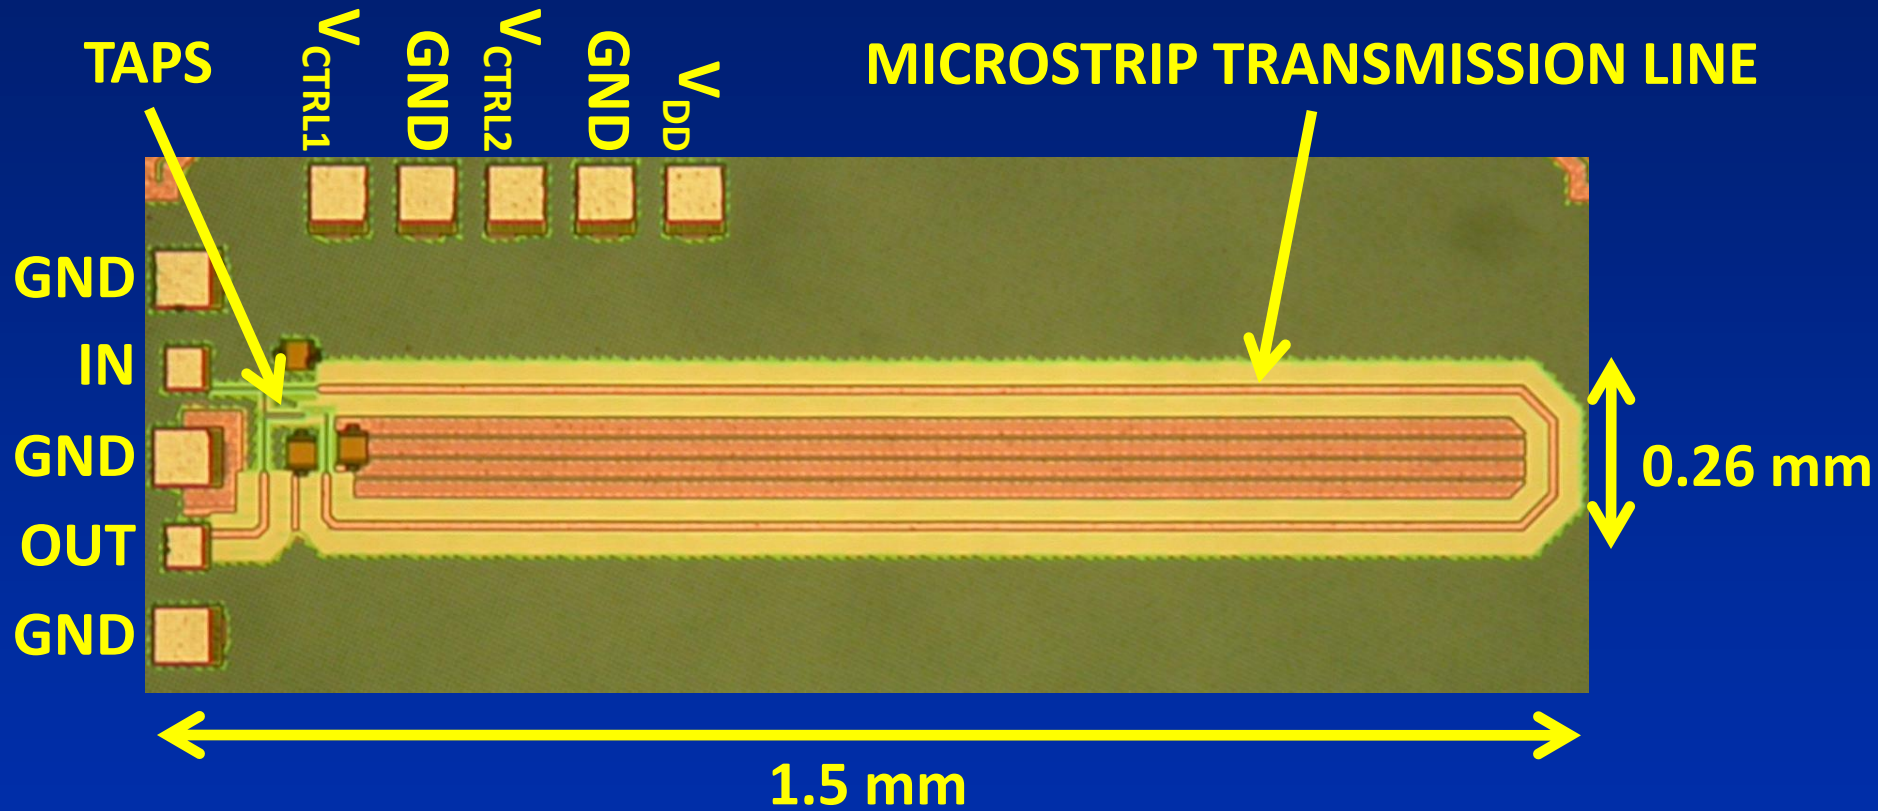 TAPS
VCTRL1
GND
VCTRL2
GND
VDD
MICROSTRIP TRANSMISSION LINE
GND
IN
GND
OUT
GND
0.26 mm
1.5 mm